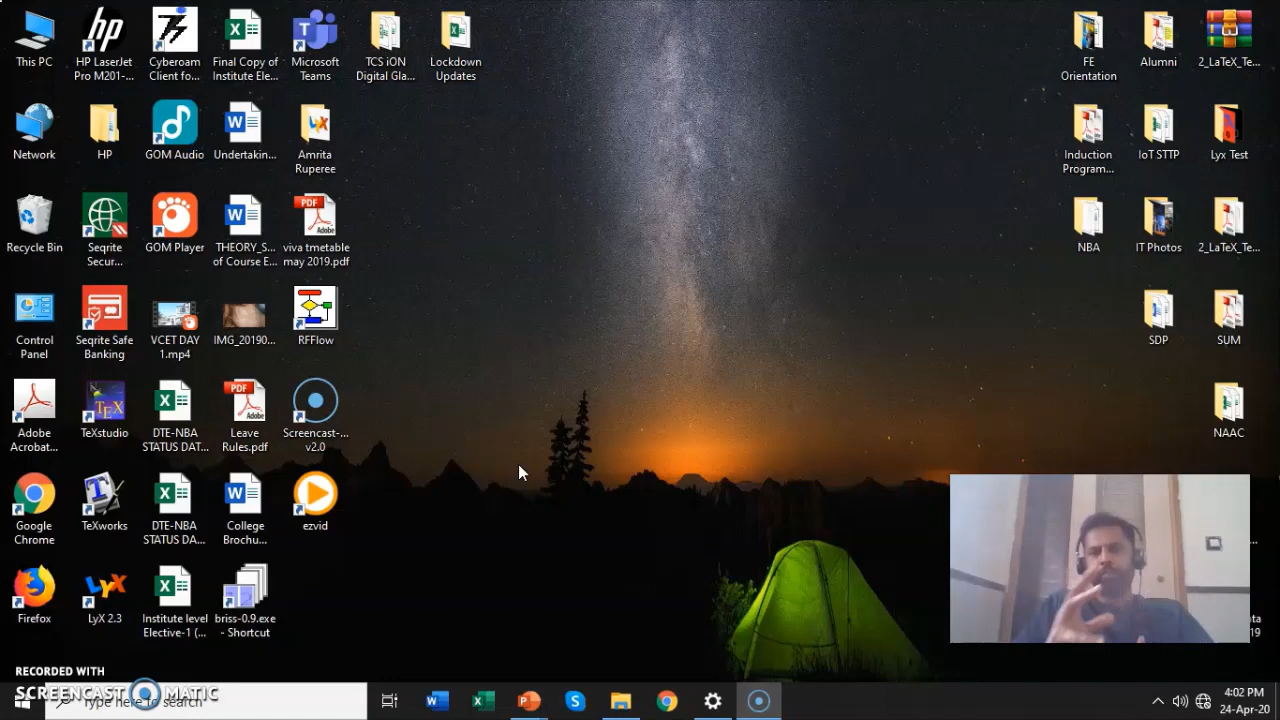 This PC
HP LaserJet
Pro M201-...
Cyberoam
Client fo...
Final Copy of
Institute Ele...
Microsoft
Teams
TCS iON
Digital Gla...
Lockdown
Updates
FE
Orientation
Alumni
2_LaTeX_Te...
Network
HP
GOM Audio
Undertakin...
Amrita
Ruperee
Induction
Program...
IoT STTP
Lyx Test
Recycle Bin
Seqrite
Secur...
GOM Player
THEORY_S...
of Course E...
PDF
Adobe
viva tmetable
may 2019.pdf
NBA
IT Photos
2_LaTeX_Te...
Control
Panel
Seqrite Safe
Banking
VCET DAY
1.mp4
IMG_20190...
RFFlow
SDP
SUM
Adobe
Acrobat...
TeXstudio
DTE-NBA
STATUS DAT...
PDF
Adobe
Leave
Rules.pdf
Screencast-...
v2.0
NAAC
Google
Chrome
TeXworks
DTE-NBA
STATUS DA...
College
Brochu...
ezvid
Firefox
LyX 2.3
Institute level
Elective-1 (...
briss-0.9.exe
- Shortcut
RECORDED WITH
SCREENCAST MATIC
Type here to search
4:02 PM
24-Apr-20